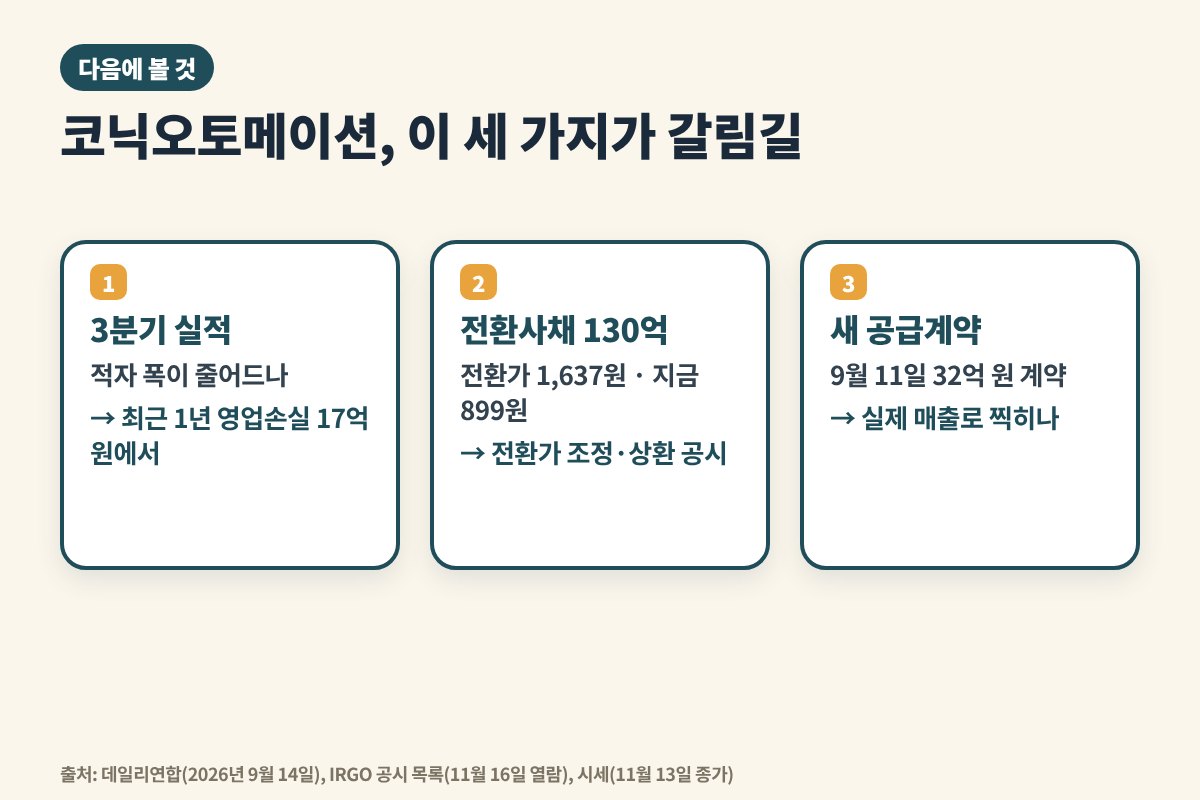 다음에 볼 것
코닉오토메이션, 이 세 가지가 갈림길
1
3분기 실적
적자 폭이 줄어드나
→ 최근 1년 영업손실 17억
원에서
2
전환사채 130억
전환가 1,637원 · 지금
899원
→ 전환가 조정·상환 공시
3
새 공급계약
9월 11일 32억 원 계약
→ 실제 매출로 찍히나
출처: 데일리연합(2026년 9월 14일), IRGO 공시 목록(11월 16일 열람), 시세(11월 13일 종가)